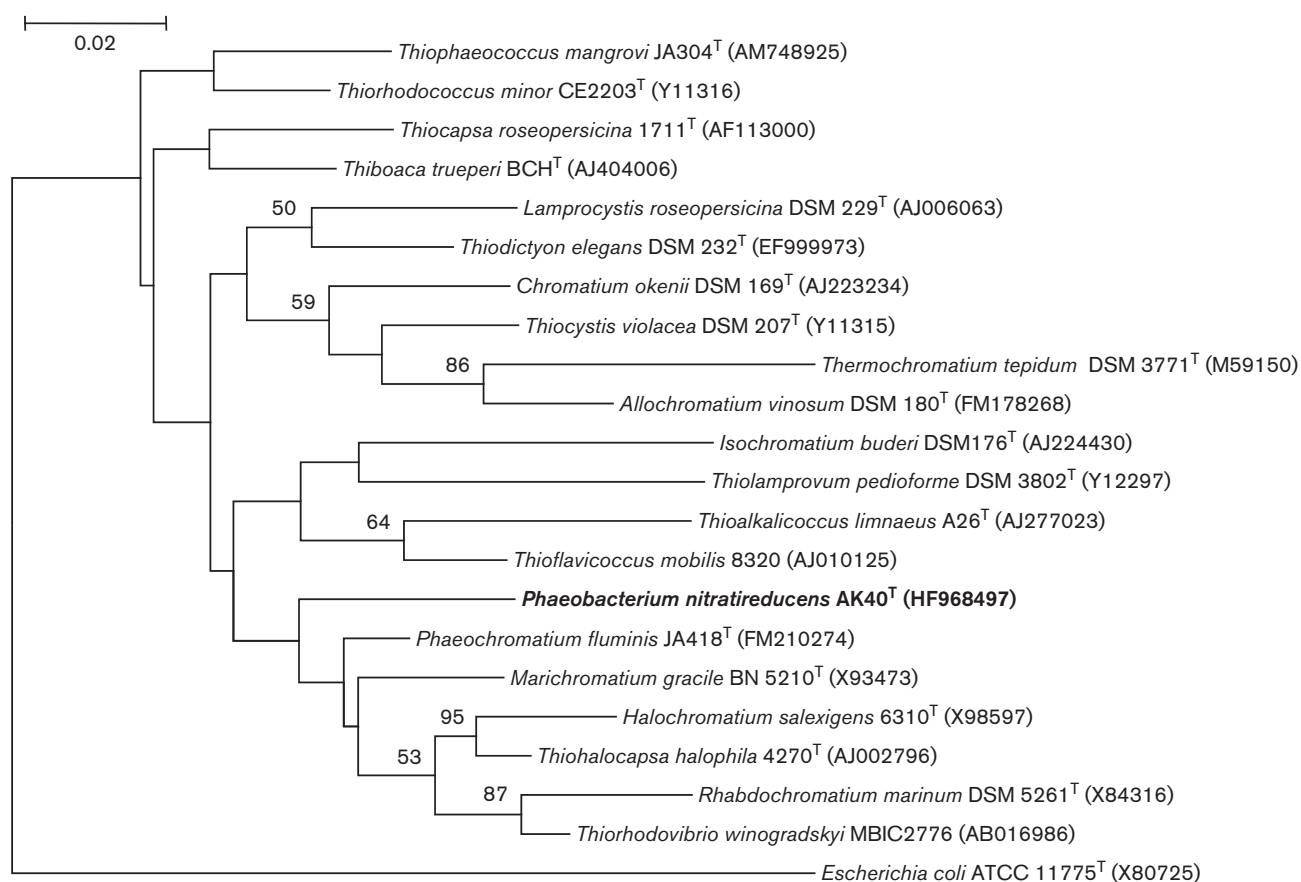 0.02
Thiophaeococcus mangrovi JA304ᵀ (AM748925)
Thiorhodococcus minor CE2203ᵀ (Y11316)
Thiocapsa roseopersicina 1711ᵀ (AF113000)
Thiboaca trueperi BCHᵀ (AJ404006)
50
Lamprocystis roseopersicina DSM 229ᵀ (AJ006063)
Thiodictyon elegans DSM 232ᵀ (EF999973)
Chromatium okenii DSM 169ᵀ (AJ223234)
59
Thiocystis violacea DSM 207ᵀ (Y11315)
86
Thermochromatium tepidum DSM 3771ᵀ (M59150)
Allochromatium vinosum DSM 180ᵀ (FM178268)
Isochromatium buderi DSM176ᵀ (AJ224430)
Thiolamprovum pedioforme DSM 3802ᵀ (Y12297)
64
Thioalkalicoccus limnaeus A26ᵀ (AJ277023)
Thioflavicoccus mobilis 8320 (AJ010125)
Phaeobacterium nitratireducens AK40ᵀ (HF968497)
Phaeochromatium fluminis JA418ᵀ (FM210274)
Marichromatium gracile BN 5210ᵀ (X93473)
95
Halochromatium salexigens 6310ᵀ (X98597)
53
Thiohalocapsa halophila 4270ᵀ (AJ002796)
87
Rhabdochromatium marinum DSM 5261ᵀ (X84316)
Thiorhodovibrio winogradskyi MBIC2776 (AB016986)
Escherichia coli ATCC 11775ᵀ (X80725)